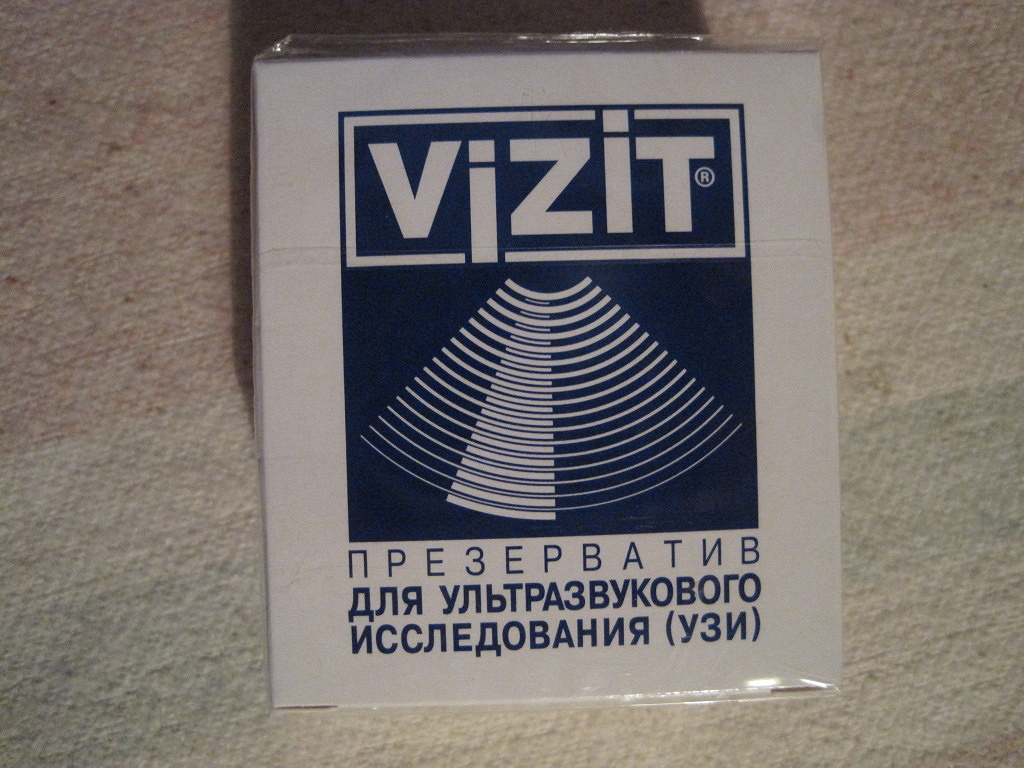 ViZiT®
ПРЕЗЕРВАТИВ
ДЛЯ УЛЬТРАЗВУКОВОГО
ИССЛЕДОВАНИЯ (УЗИ)